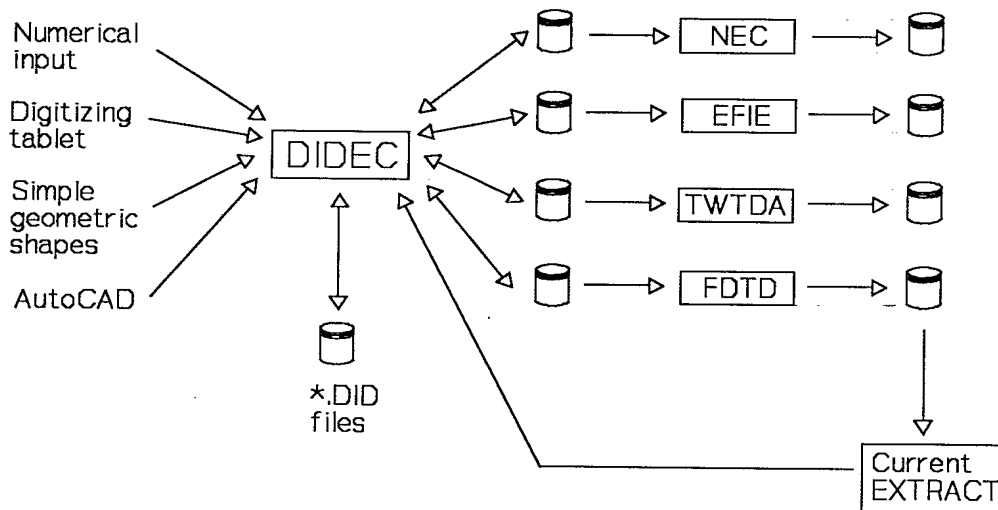 Numerical
input
Digitizing
tablet
Simple
geometric
shapes
AutoCAD
DIDEC
*.DID
files
NEC
EFIE
TWTDA
FDTD
Current
EXTRACT